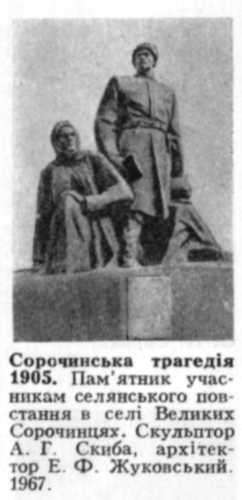 Сорочинська трагедія
1905. Пам'ятник учас-
никам селянського пов-
стання в селі Великих
Сорочинцях. Скульптор
А. Г. Скиба, архітек-
тор Е. Ф. Жуковський.
1967.